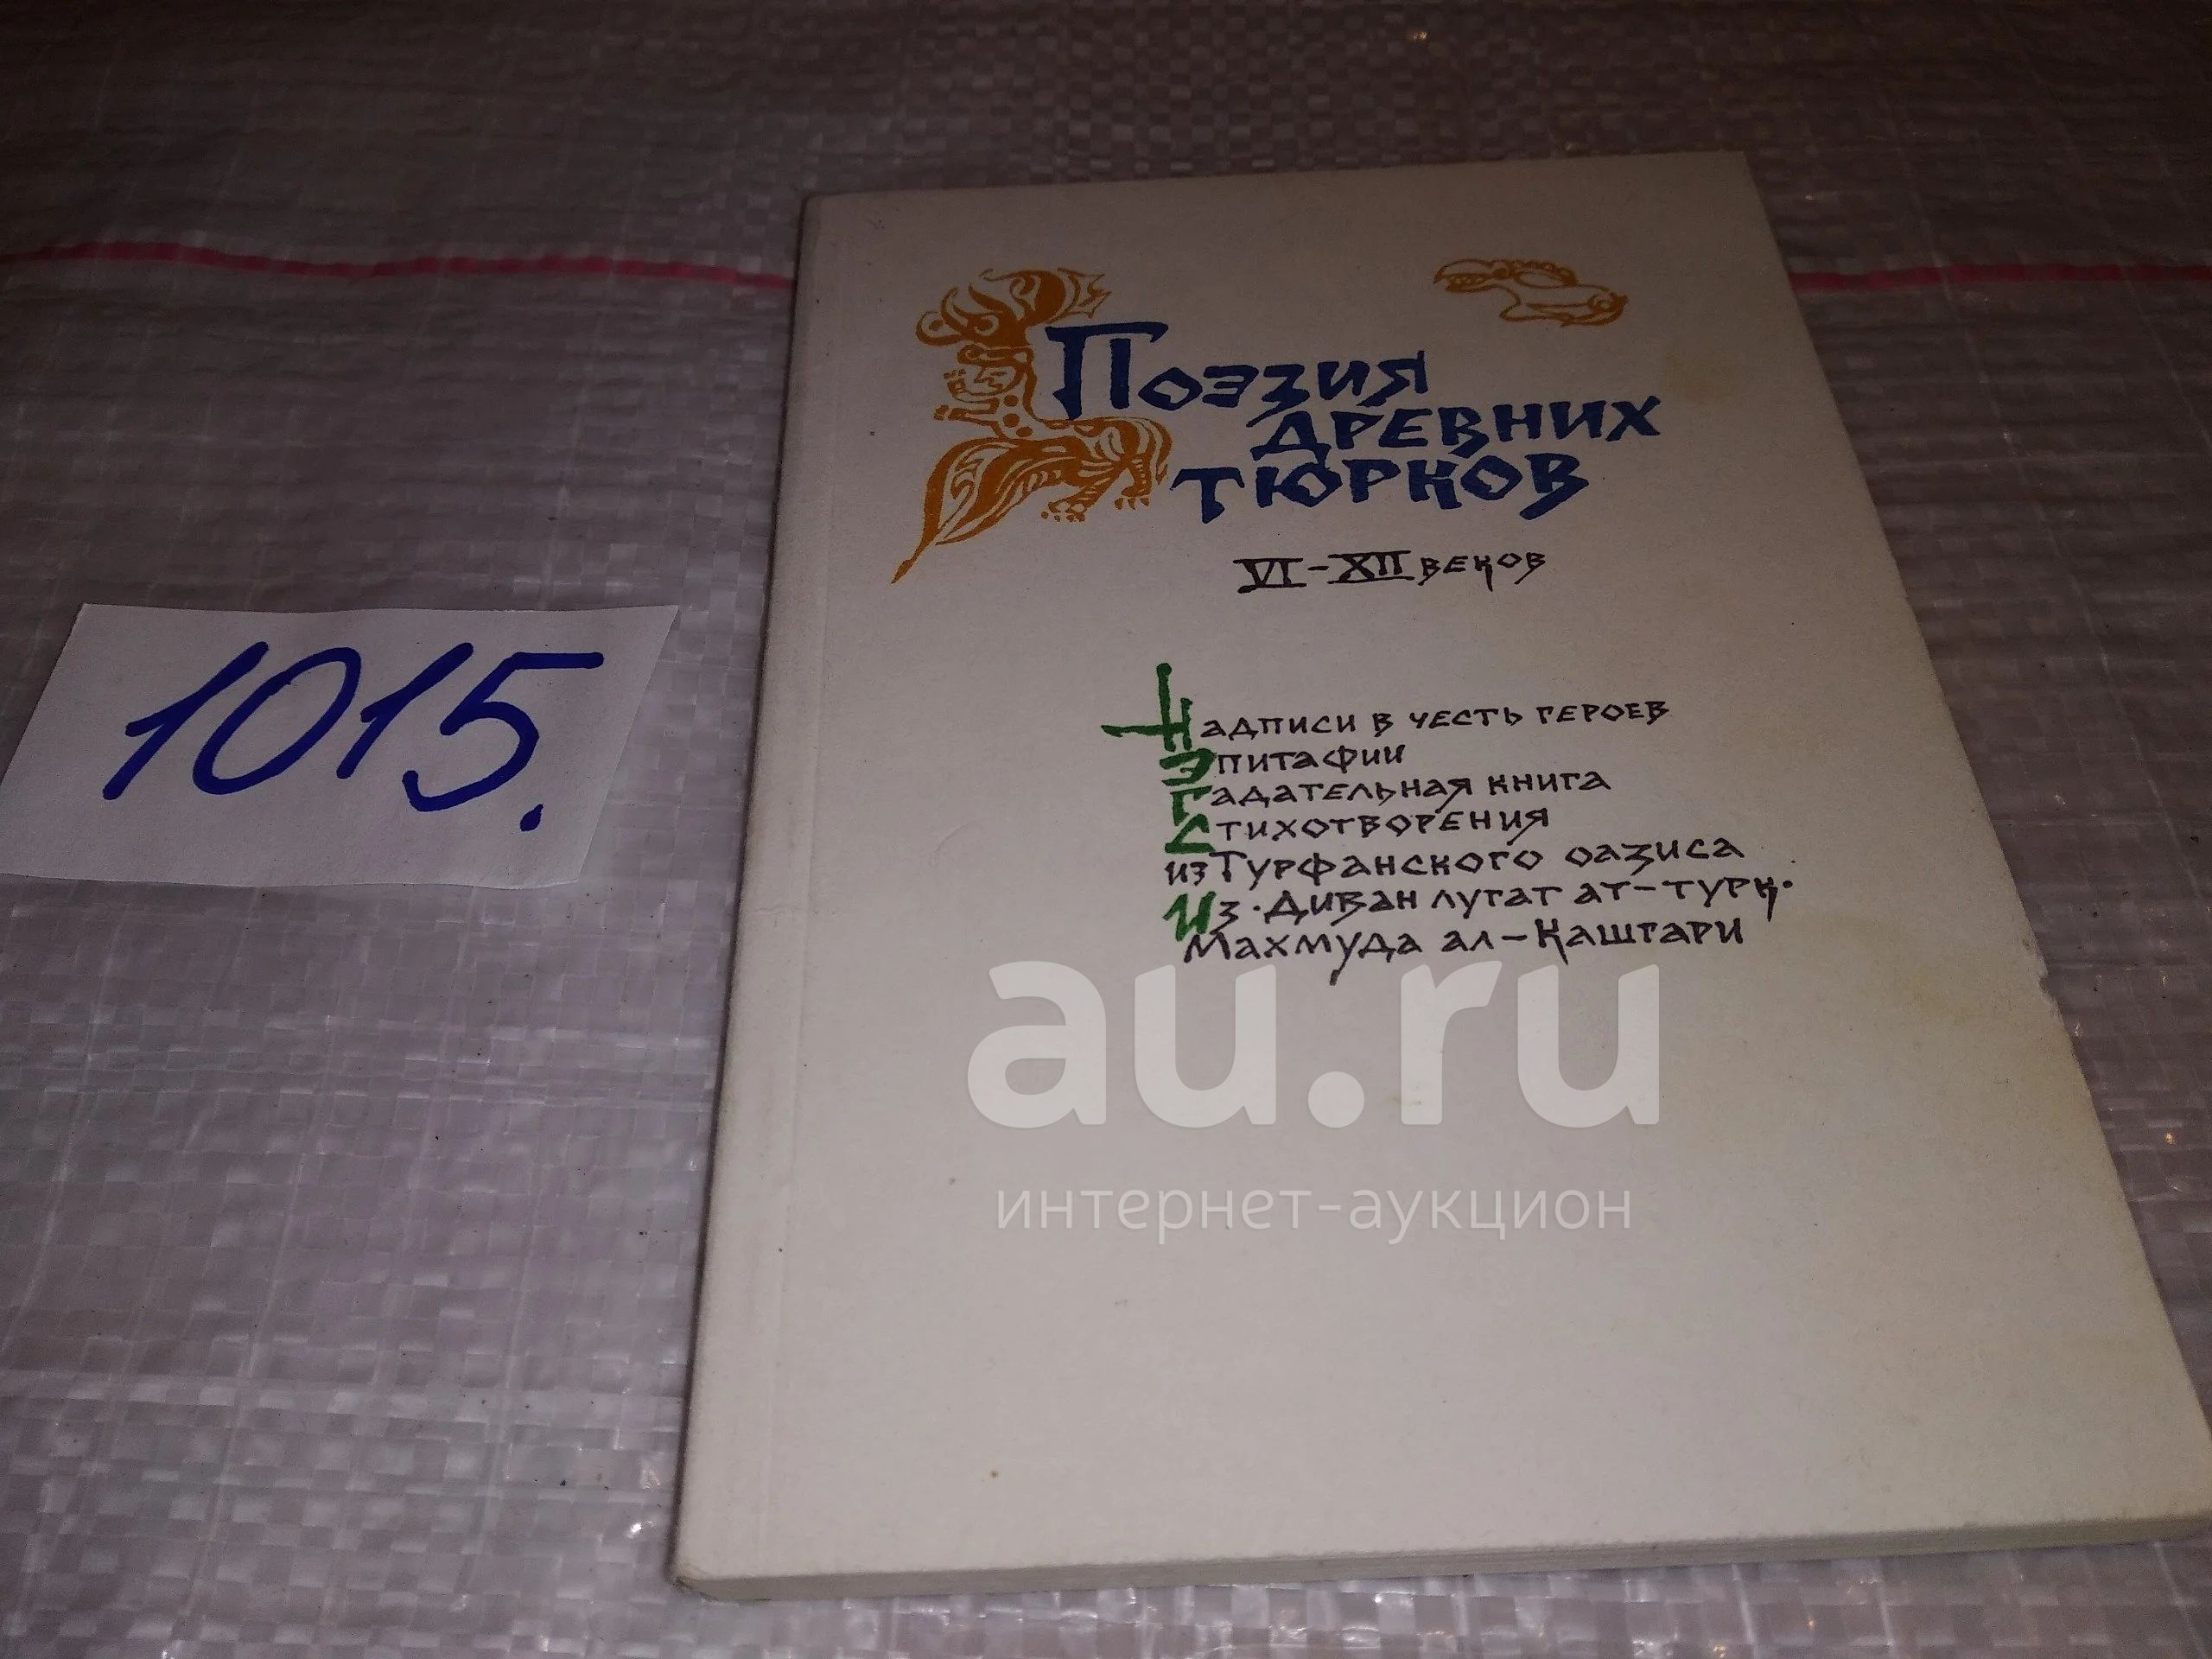 Поэзия
древних
тюрков
VI-XII веков
1015.
Надписи в честь героев
Эпитафии
Гадательная книга
Стихотворения
из Турфанского оазиса
Из·Диван лугат ат-турк·
Махмуда ал-Кашгари
au.ru
интернет-аукцион